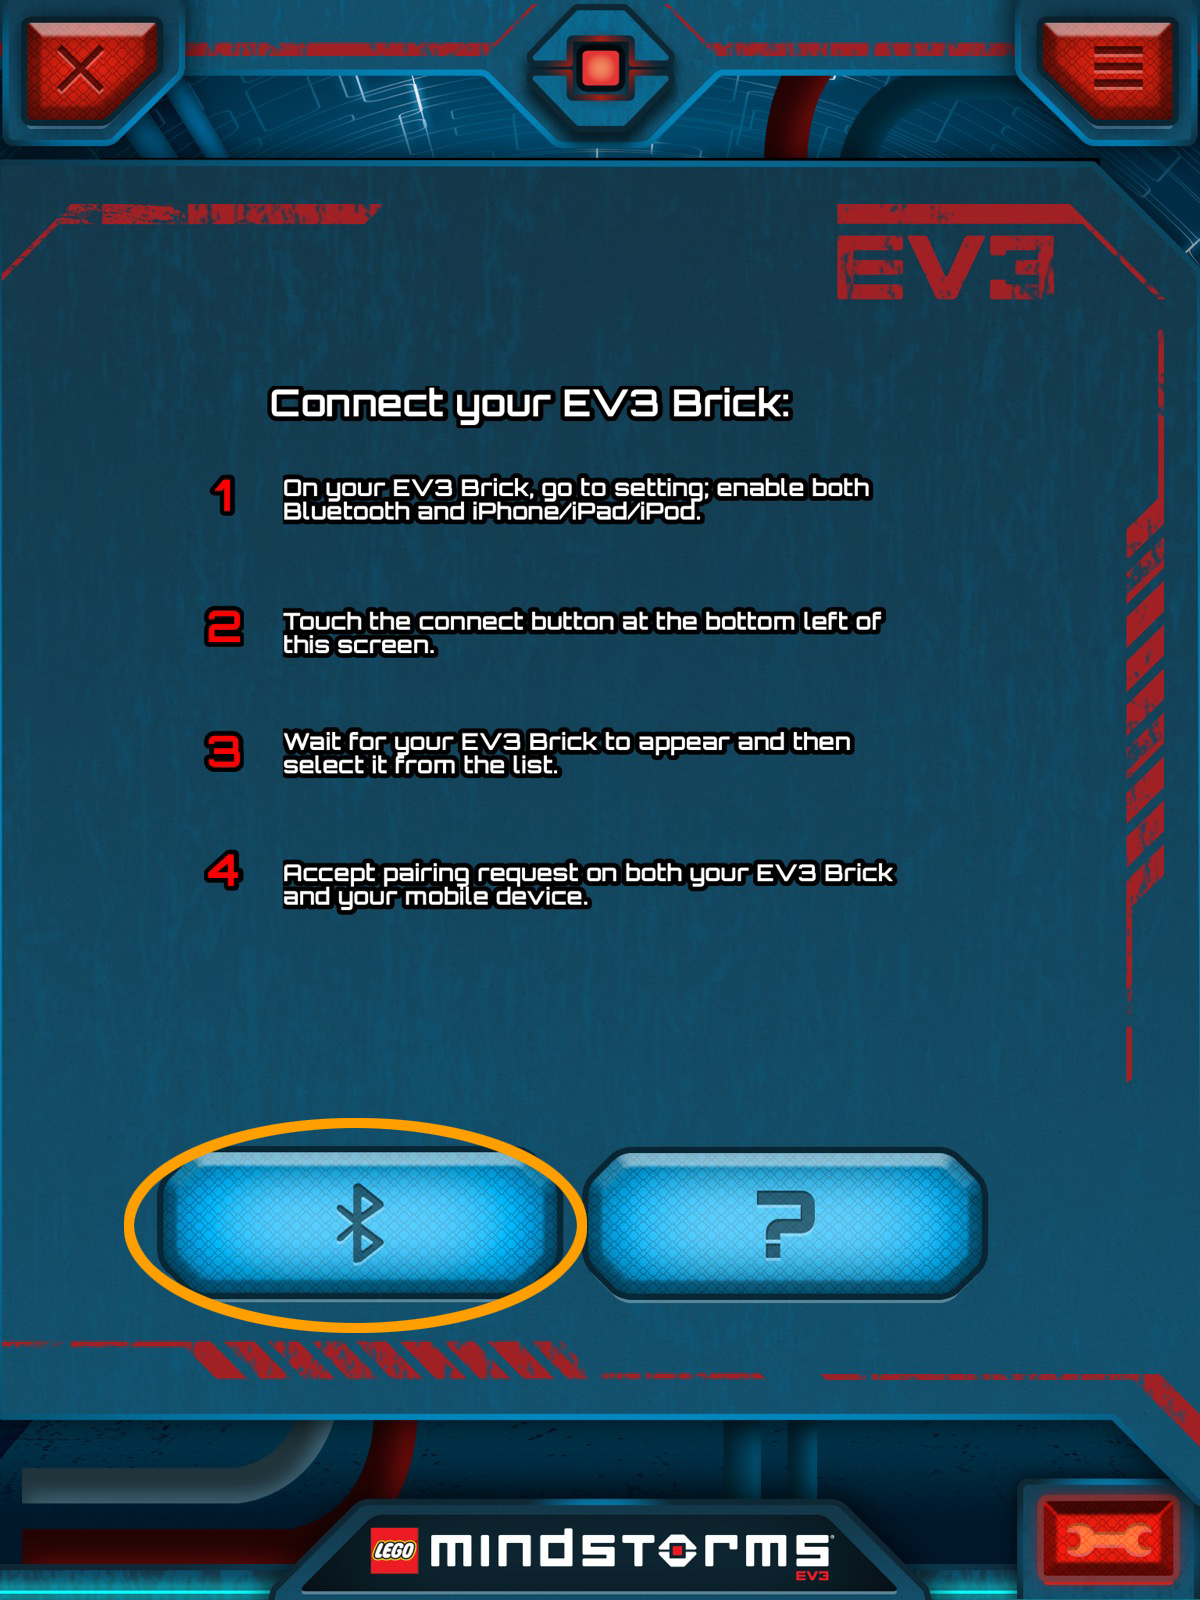 EV3
Connect your EV3 Brick:
1
On your EV3 Brick, go to setting; enable both
Bluetooth and iPhone/iPad/iPod.
2
Touch the connect button at the bottom left of
this screen.
3
Wait for your EV3 Brick to appear and then
select it from the list.
4
Accept pairing request on both your EV3 Brick
and your mobile device.
?
LEGO mindstorms
EV3